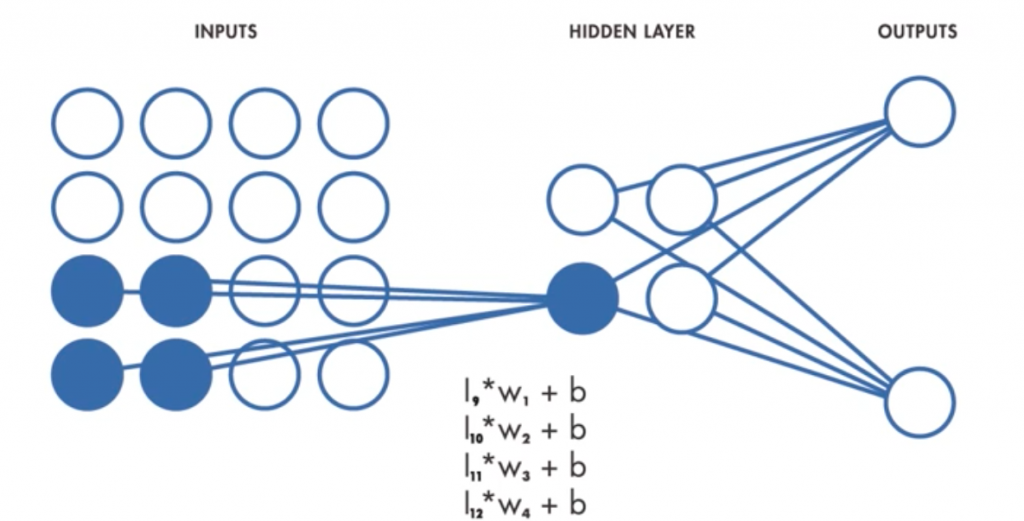 INPUTS
HIDDEN LAYER
OUTPUTS
I₉*w₁ + b
I₁₀*w₂ + b
I₁₁*w₃ + b
I₁₂*w₄ + b